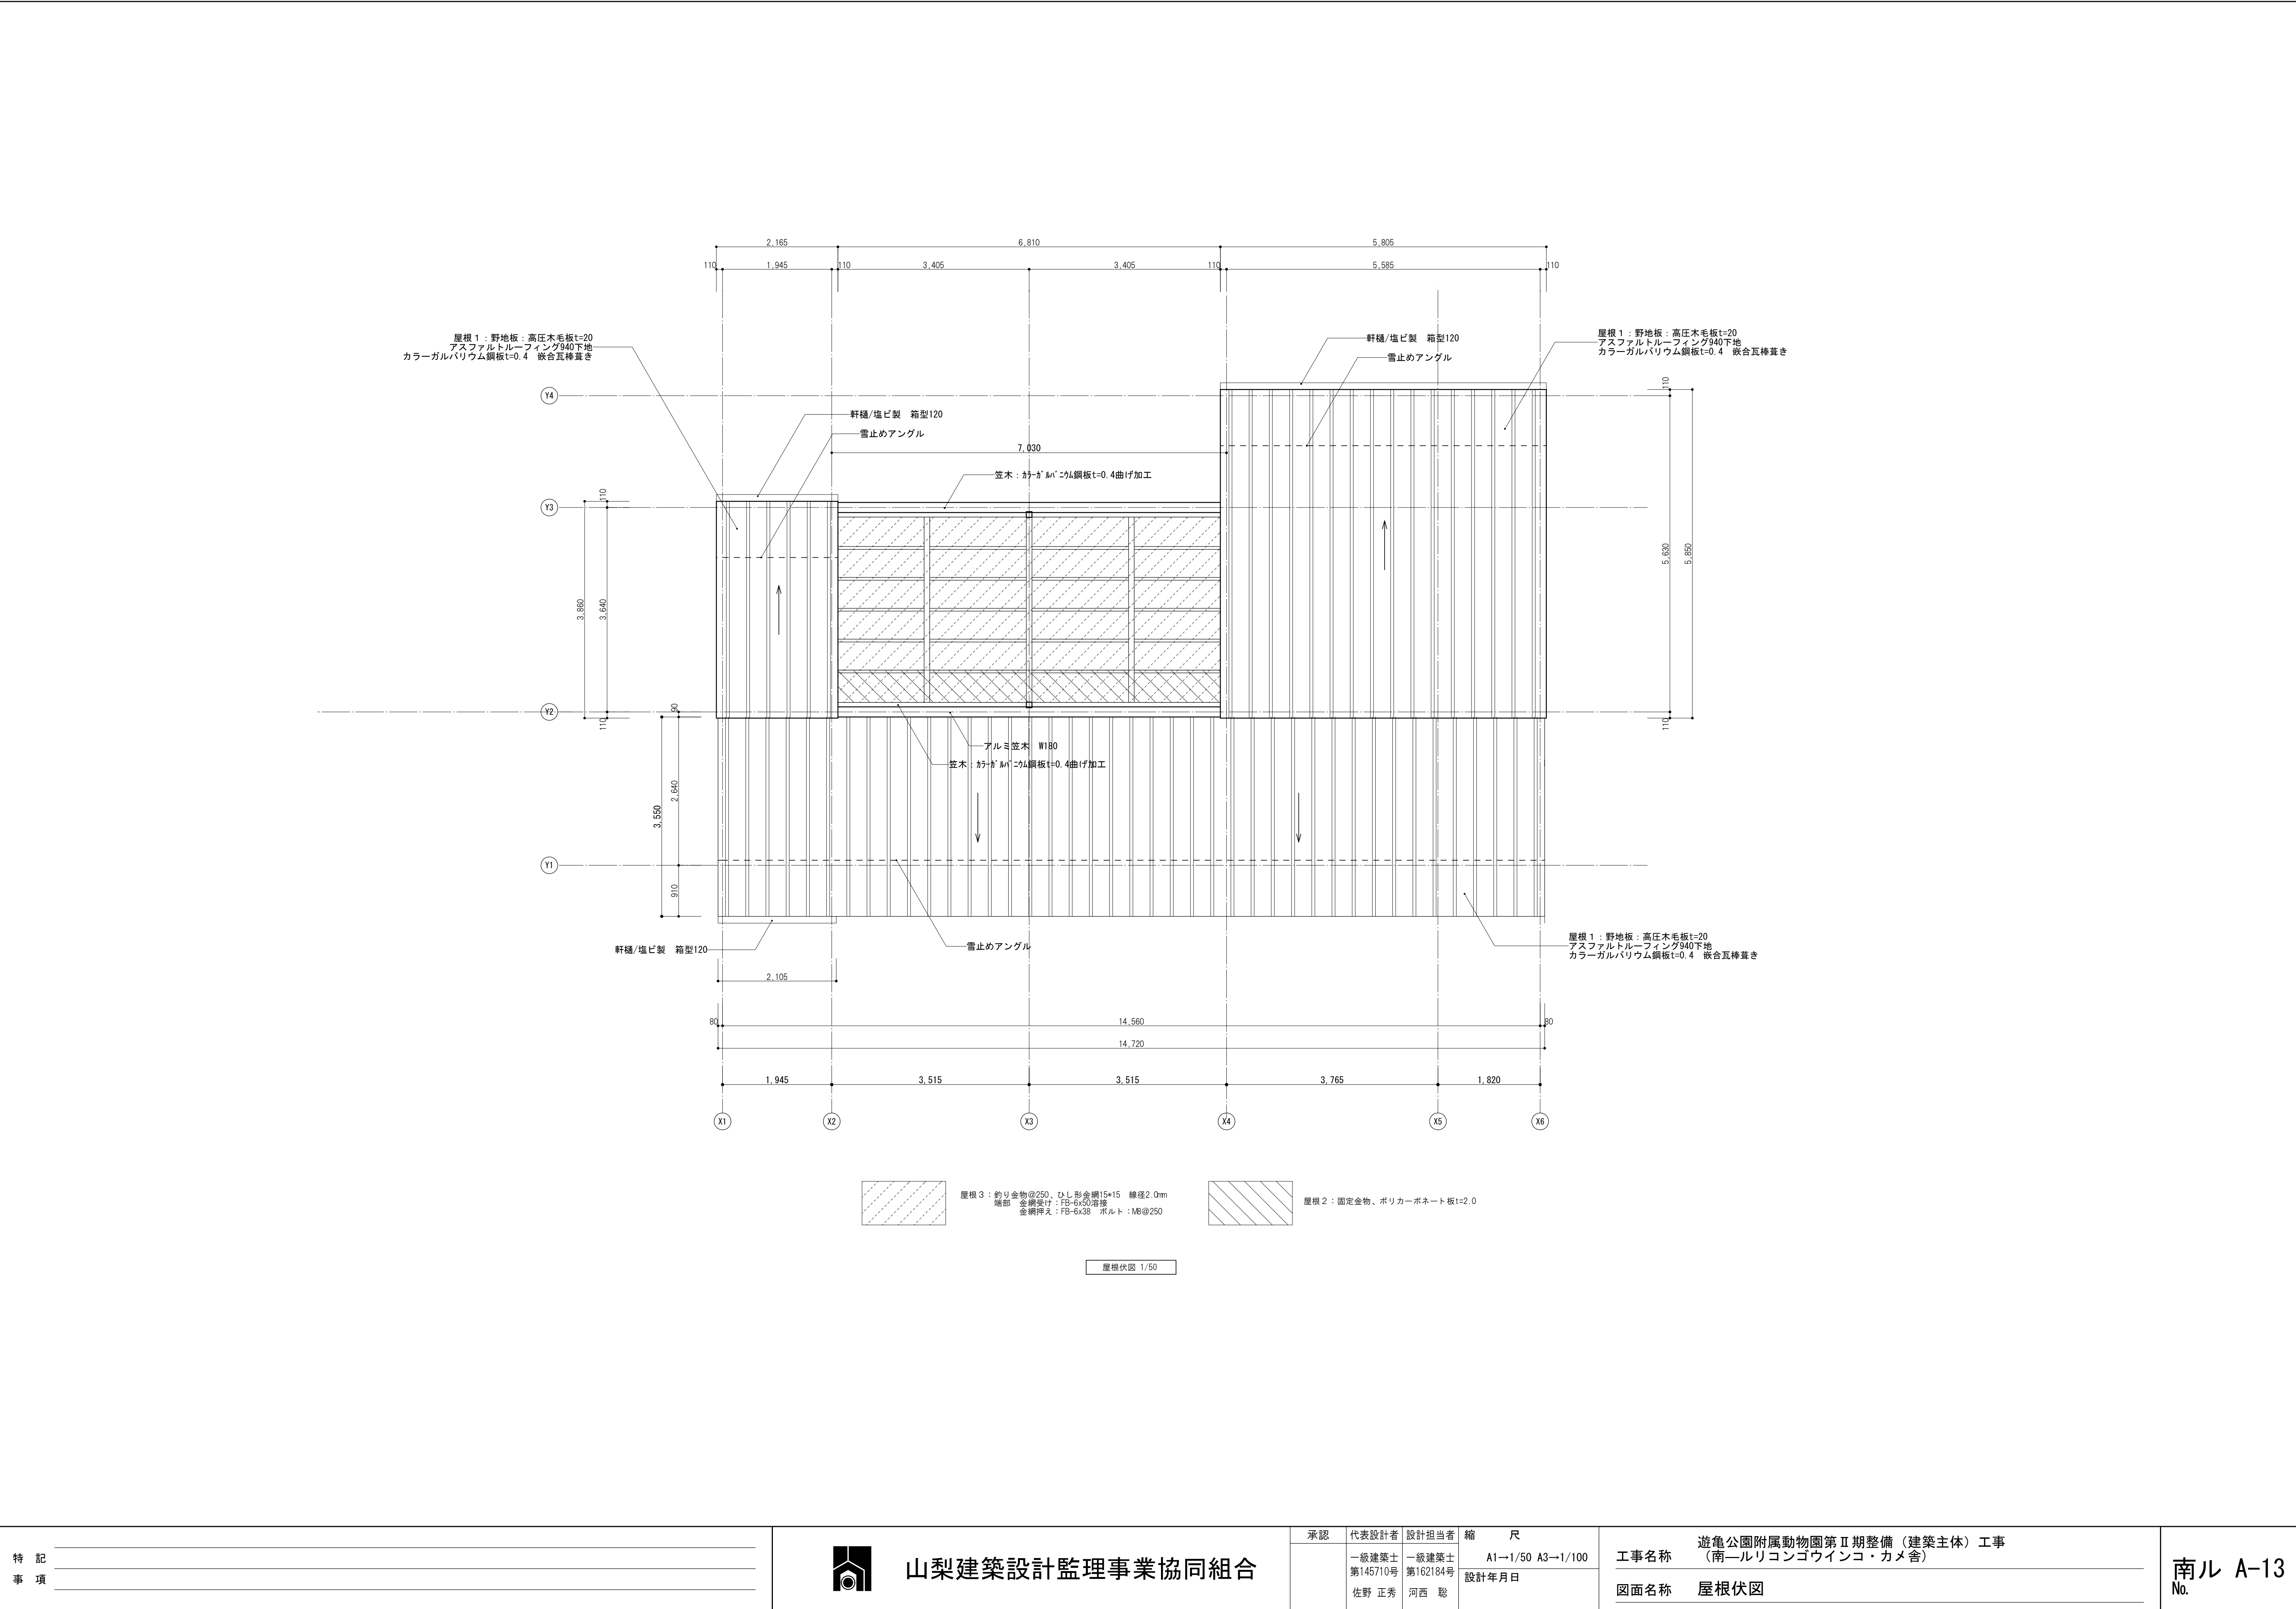 2,165
6,810
5,805
110
1,945
110
3,405
3,405
110
5,585
110
屋根1：野地板：高圧木毛板t=20
アスファルトルーフィング940下地
カラーガルバリウム鋼板t=0.4　嵌合瓦棒葺き
軒樋/塩ビ製　箱型120
雪止めアングル
屋根1：野地板：高圧木毛板t=20
アスファルトルーフィング940下地
カラーガルバリウム鋼板t=0.4　嵌合瓦棒葺き
Y4
110
軒樋/塩ビ製　箱型120
雪止めアングル
7,030
笠木：ｶﾗｰｶﾞﾙﾊﾞﾆｳﾑ鋼板t=0.4曲げ加工
Y3
110
3,860
3,640
5,630
5,850
Y2
90
110
110
アルミ笠木　W180
笠木：ｶﾗｰｶﾞﾙﾊﾞﾆｳﾑ鋼板t=0.4曲げ加工
3,550
2,640
Y1
910
軒樋/塩ビ製　箱型120
雪止めアングル
屋根1：野地板：高圧木毛板t=20
アスファルトルーフィング940下地
カラーガルバリウム鋼板t=0.4　嵌合瓦棒葺き
2,105
80
14,560
80
14,720
1,945
3,515
3,515
3,765
1,820
X1
X2
X3
X4
X5
X6
屋根3：釣り金物@250、ひし形金網15*15　線径2.0mm
端部　金網受け：FB-6x50溶接
金網押え：FB-6x38　ボルト：M8@250
屋根2：固定金物、ポリカーボネート板t=2.0
屋根伏図 1/50
特　記
事　項
山梨建築設計監理事業協同組合
承認
代表設計者
一級建築士
第145710号
佐野 正秀
設計担当者
一級建築士
第162184号
河西　聡
縮　尺
A1→1/50 A3→1/100
設計年月日
工事名称
遊亀公園附属動物園第Ⅱ期整備（建築主体）工事
（南―ルリコンゴウインコ・カメ舎）
図面名称
屋根伏図
南ル A-13
No.